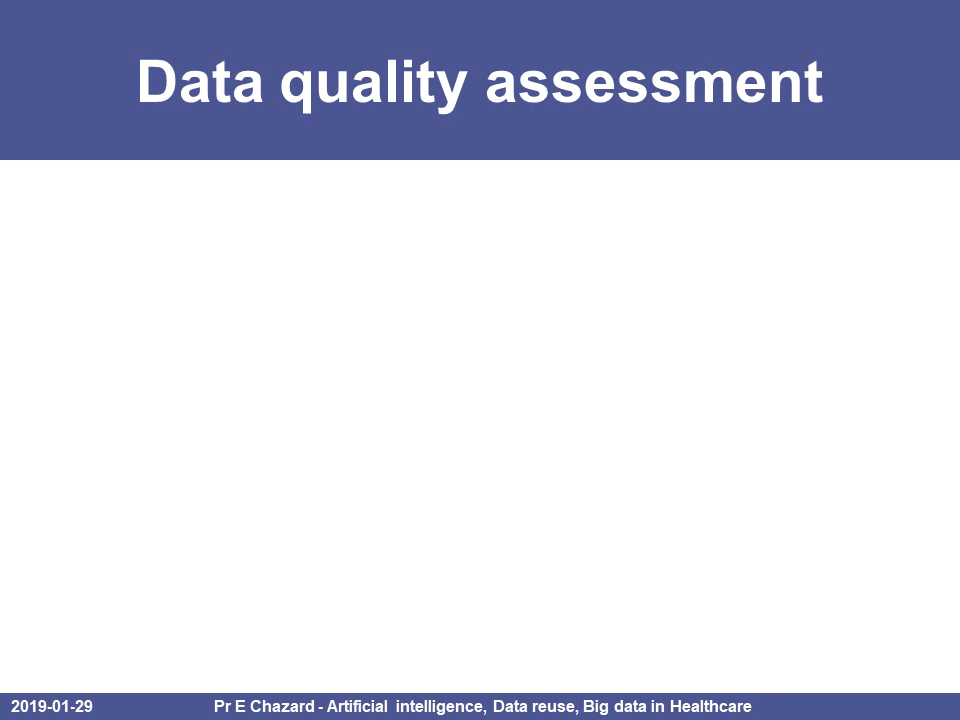 Data quality assessment
2019-01-29 Pr E Chazard - Artificial intelligence, Data reuse, Big data in Healthcare